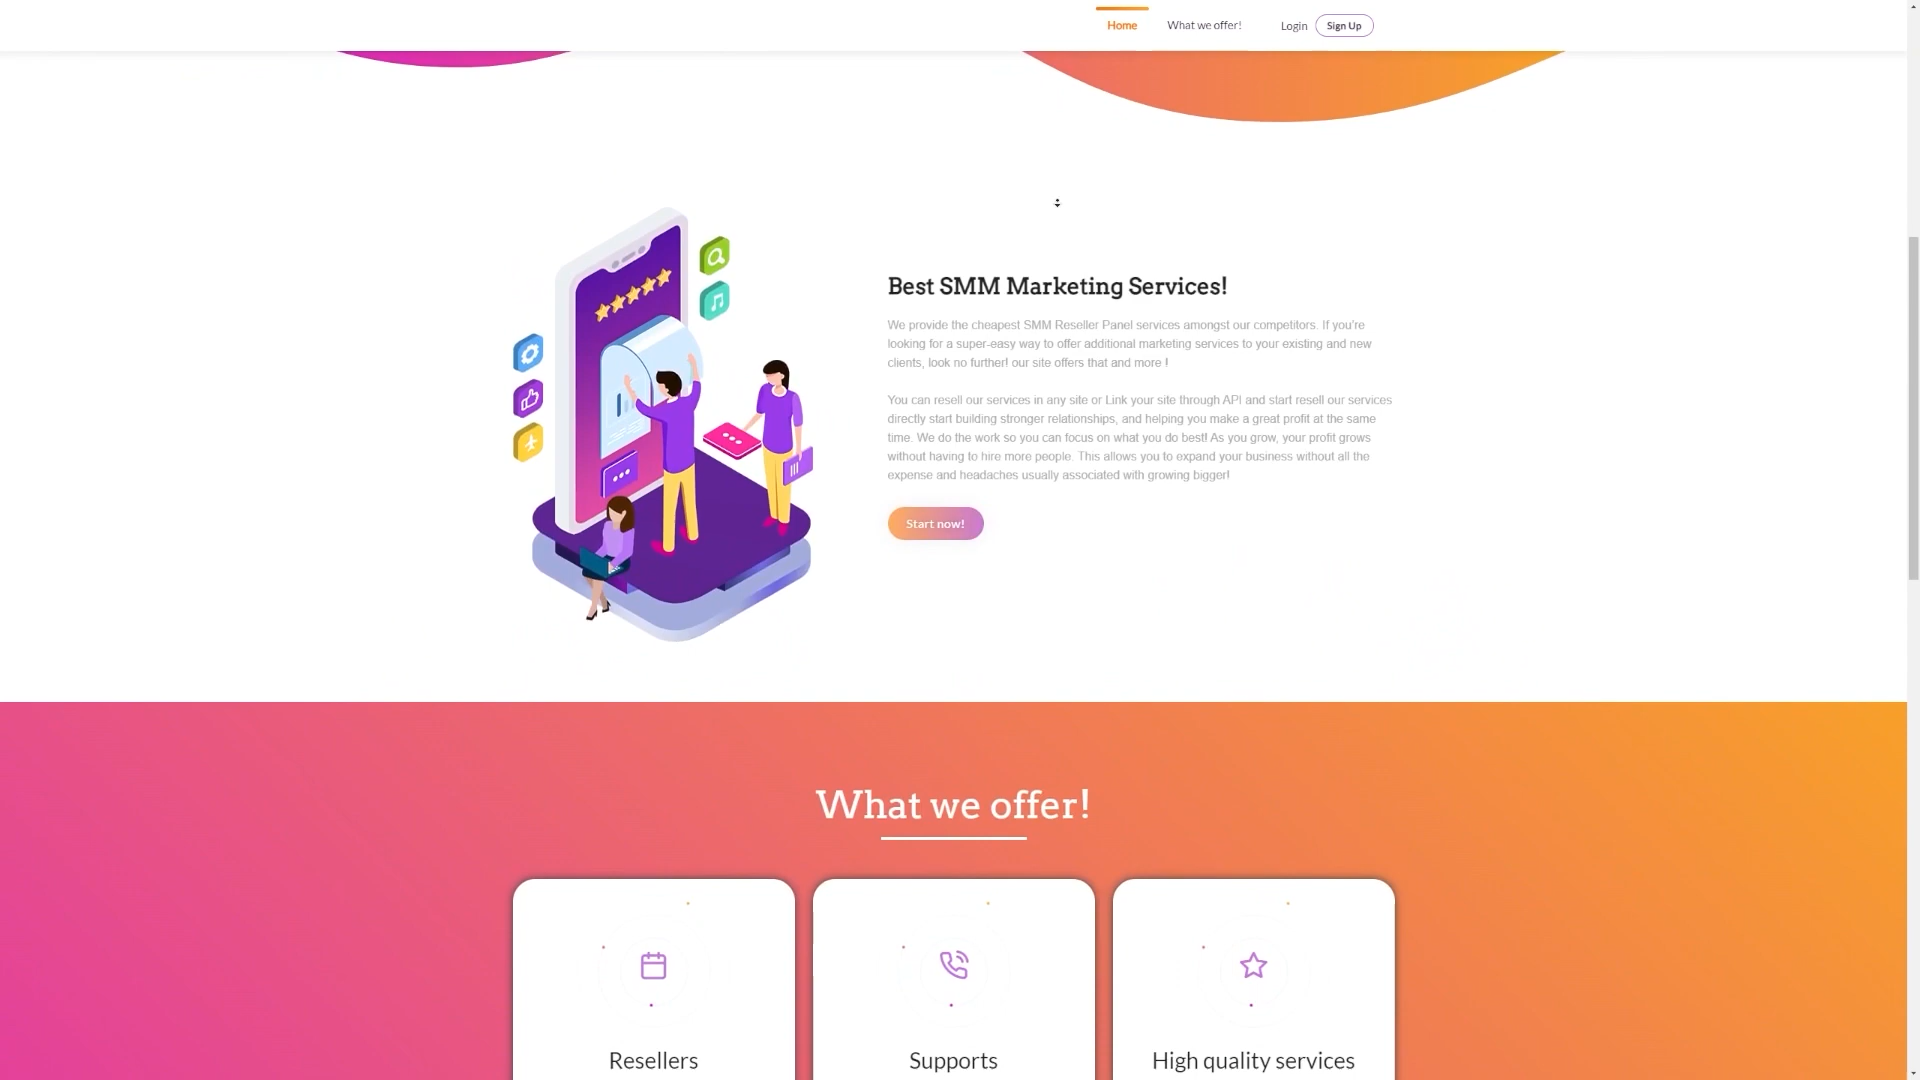 Home What we offer! Login Sign Up
Best SMM Marketing Services!
We provide the cheapest SMM Reseller Panel services amongst our competitors. If you're
looking for a super-easy way to offer additional marketing services to your existing and new
clients, look no further! our site offers that and more !
You can resell our services in any site or Link your site through API and start resell our services
directly start building stronger relationships, and helping you make a great profit at the same
time. We do the work so you can focus on what you do best! As you grow, your profit grows
without having to hire more people. This allows you to expand your business without all the
expense and headaches usually associated with growing bigger!
Start now!
What we offer!
Resellers Supports High quality services